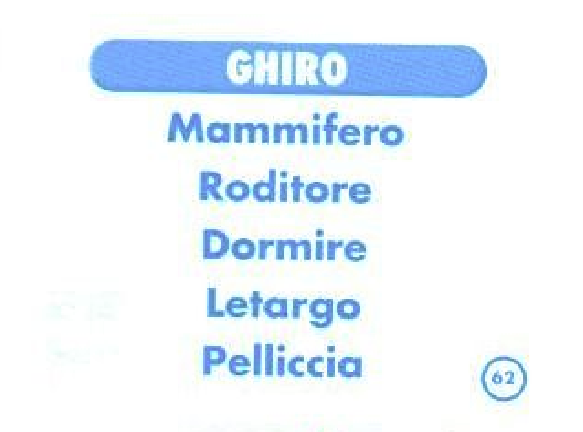 GHIRO
Mammifero
Roditore
Dormire
Letargo
Pelliccia
62